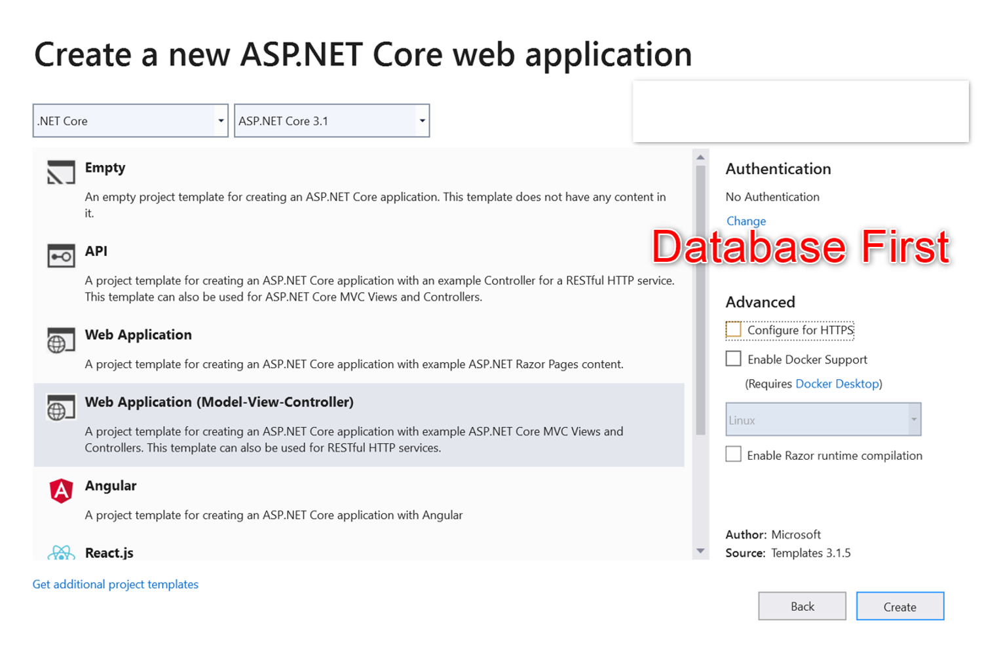 Create a new ASP.NET Core web application
.NET Core
ASP.NET Core 3.1
Empty
An empty project template for creating an ASP.NET Core application. This template does not have any content in
it.
API
A project template for creating an ASP.NET Core application with an example Controller for a RESTful HTTP service.
This template can also be used for ASP.NET Core MVC Views and Controllers.
Web Application
A project template for creating an ASP.NET Core application with example ASP.NET Razor Pages content.
Web Application (Model-View-Controller)
A project template for creating an ASP.NET Core application with example ASP.NET Core MVC Views and
Controllers. This template can also be used for RESTful HTTP services.
Angular
A project template for creating an ASP.NET Core application with Angular
React.js
Get additional project templates
Authentication
No Authentication
Change
Database First
Advanced
Configure for HTTPS
Enable Docker Support
(Requires Docker Desktop)
Linux
Enable Razor runtime compilation
Author: Microsoft
Source: Templates 3.1.5
Back
Create